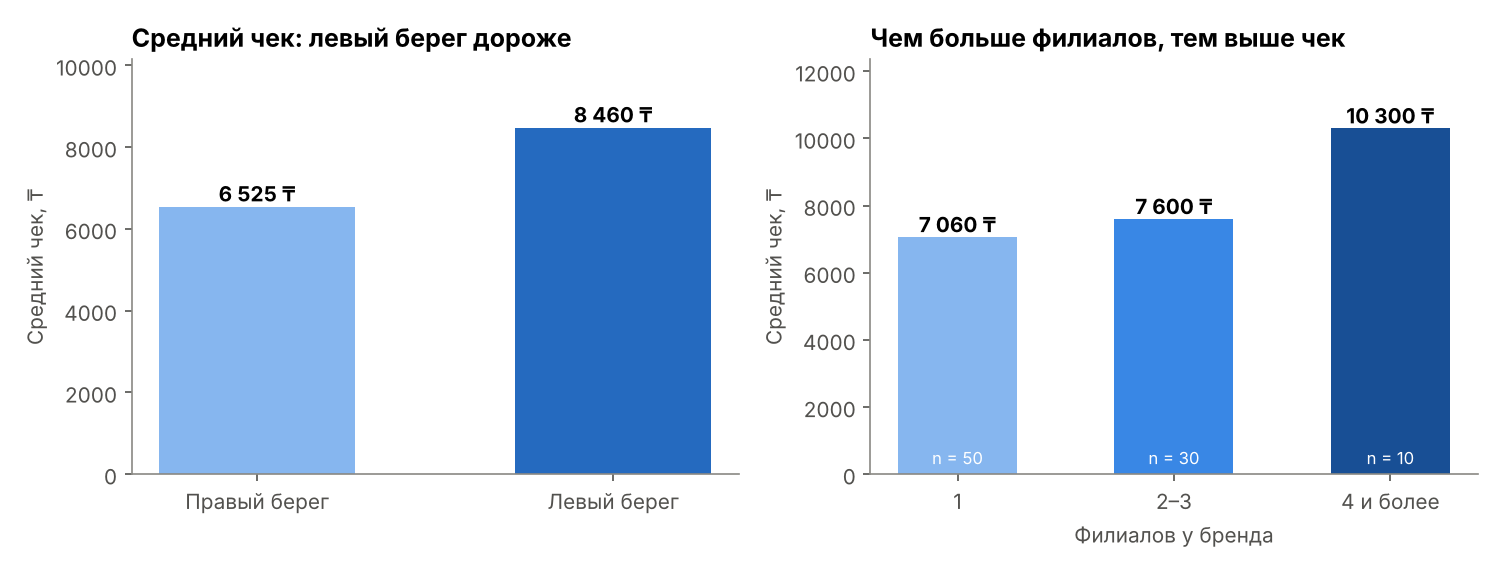 Средний чек: левый берег дороже
Средний чек, ₸
10000
8000
6000
4000
2000
0
6 525 ₸
8 460 ₸
Правый берег
Левый берег
Чем больше филиалов, тем выше чек
Средний чек, ₸
12000
10000
8000
6000
4000
2000
0
7 060 ₸
7 600 ₸
10 300 ₸
n = 50
n = 30
n = 10
1
2–3
4 и более
Филиалов у бренда